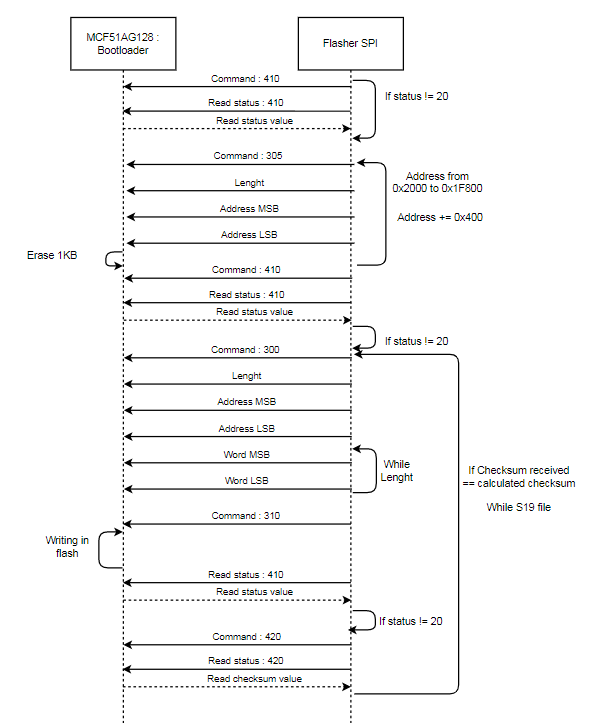 MCF51AG128 :
Bootloader
Flasher SPI
Command : 410
If status != 20
Read status : 410
Read status value
Command : 305
Address from
0x2000 to 0x1F800
Lenght
Address MSB
Address += 0x400
Address LSB
Erase 1KB
Command : 410
Read status : 410
Read status value
If status != 20
Command : 300
Lenght
Address MSB
Address LSB
Word MSB
While
Lenght
If Checksum received
== calculated checksum
Word LSB
While S19 file
Command : 310
Writing in
flash
Read status : 410
Read status value
If status != 20
Command : 420
Read status : 420
Read checksum value